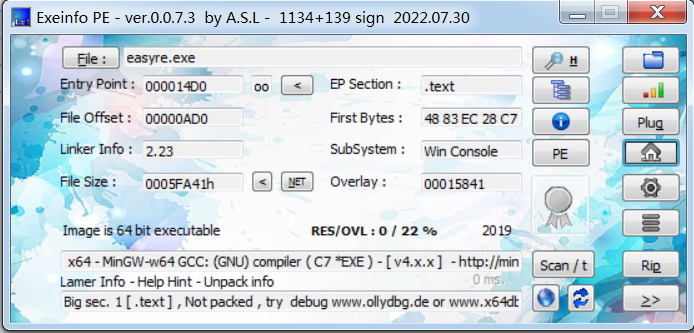 Exeinfo PE - ver.0.0.7.3 by A.S.L - 1134+139 sign 2022.07.30
File : easyre.exe H
Entry Point : 000014D0 oo < EP Section : .text
File Offset : 00000AD0 First Bytes : 48 83 EC 28 C7 Plug
Linker Info : 2.23 SubSystem : Win Console PE
File Size : 0005FA41h < NET Overlay : 00015841
Image is 64 bit executable RES/OVL : 0 / 22 % 2019
x64 - MinGW-w64 GCC: (GNU) compiler ( C7 *EXE ) - [ v4.x.x ] - http://min Scan / t Rip
Lamer Info - Help Hint - Unpack info 0 ms.
Big sec. 1 [ .text ] , Not packed , try debug www.ollydbg.de or www.x64dt >>